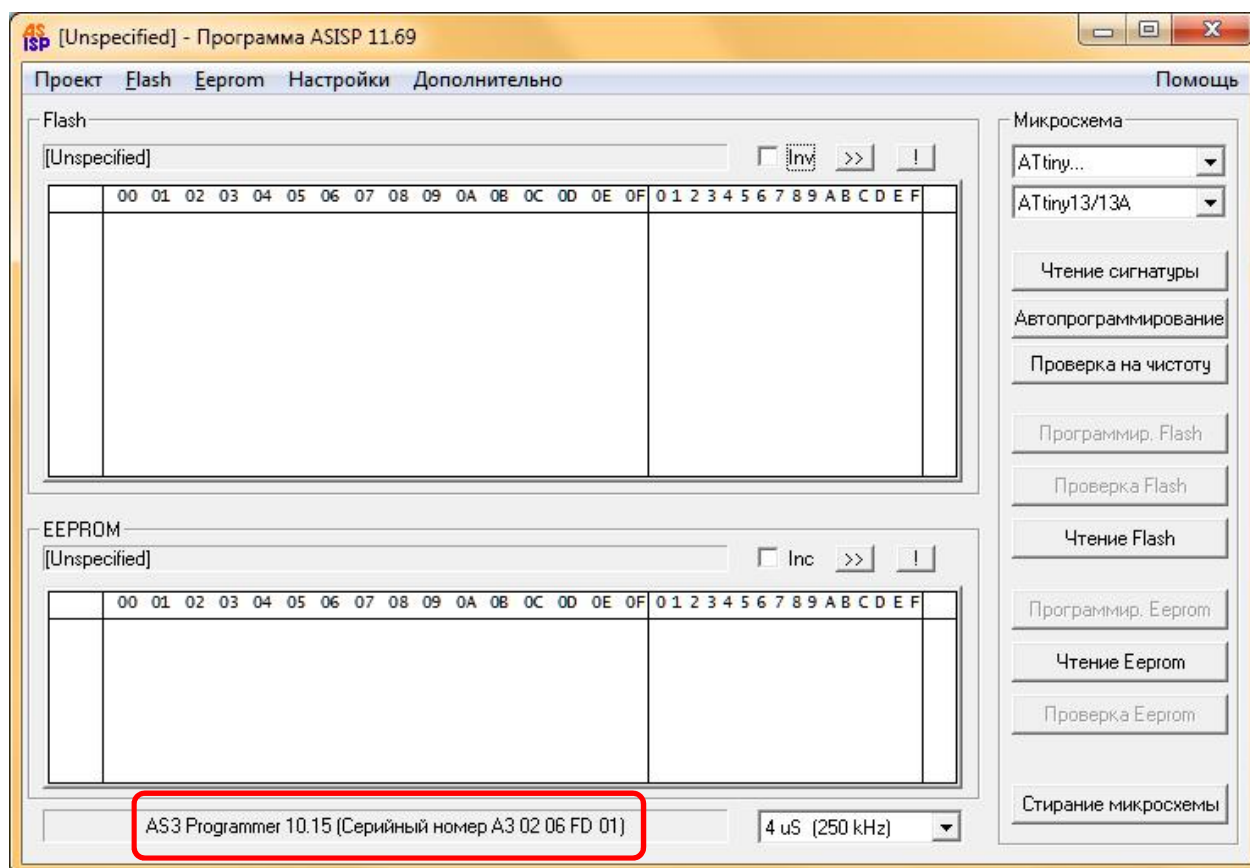 AS ISP [Unspecified] - Программа ASISP 11.69
Проект Flash Eeprom Настройки Дополнительно Помощь
Flash
[Unspecified] Inv >> !
00 01 02 03 04 05 06 07 08 09 0A 0B 0C 0D 0E 0F 0 1 2 3 4 5 6 7 8 9 A B C D E F
EEPROM
[Unspecified] Inc >> !
00 01 02 03 04 05 06 07 08 09 0A 0B 0C 0D 0E 0F 0 1 2 3 4 5 6 7 8 9 A B C D E F
AS3 Programmer 10.15 (Серийный номер A3 02 06 FD 01) 4 uS (250 kHz)
Микросхема
ATtiny...
ATtiny13/13A
Чтение сигнатуры
Автопрограммирование
Проверка на чистоту
Программир. Flash
Проверка Flash
Чтение Flash
Программир. Eeprom
Чтение Eeprom
Проверка Eeprom
Стирание микросхемы